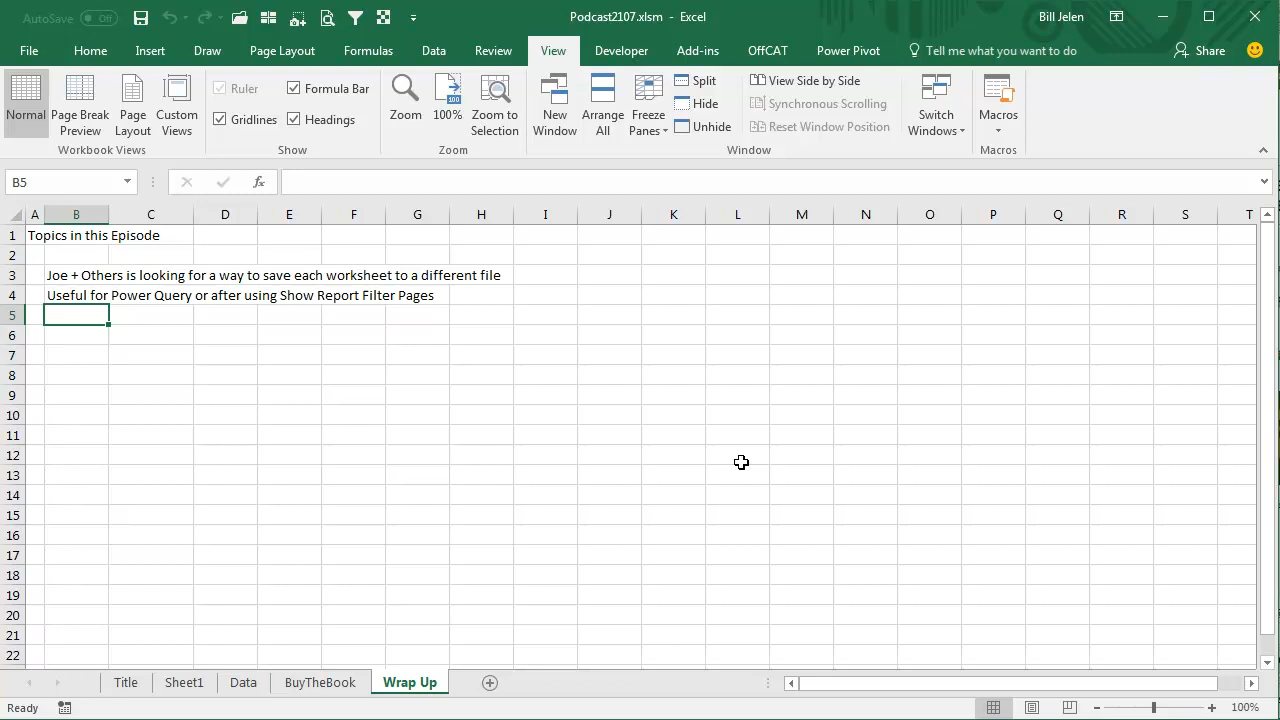 AutoSave Off Podcast2107.xlsm - Excel Bill Jelen
File Home Insert Draw Page Layout Formulas Data Review View Developer Add-ins OffCAT Power Pivot Tell me what you want to do Share
Normal Page Break Preview Page Layout Custom Views
Workbook Views
Ruler Formula Bar
Gridlines Headings
Show
Zoom 100% Zoom to Selection
Zoom
New Window Arrange All Freeze Panes
Split
Hide
Unhide
View Side by Side
Synchronous Scrolling
Reset Window Position
Switch Windows
Window
Macros
Macros
B5 fx
A B C D E F G H I J K L M N O P Q R S T
1 Topics in this Episode
2
3 Joe + Others is looking for a way to save each worksheet to a different file
4 Useful for Power Query or after using Show Report Filter Pages
5
6
7
8
9
10
11
12
13
14
15
16
17
18
19
20
21
22
Title Sheet1 Data BuyTheBook Wrap Up
Ready 100%